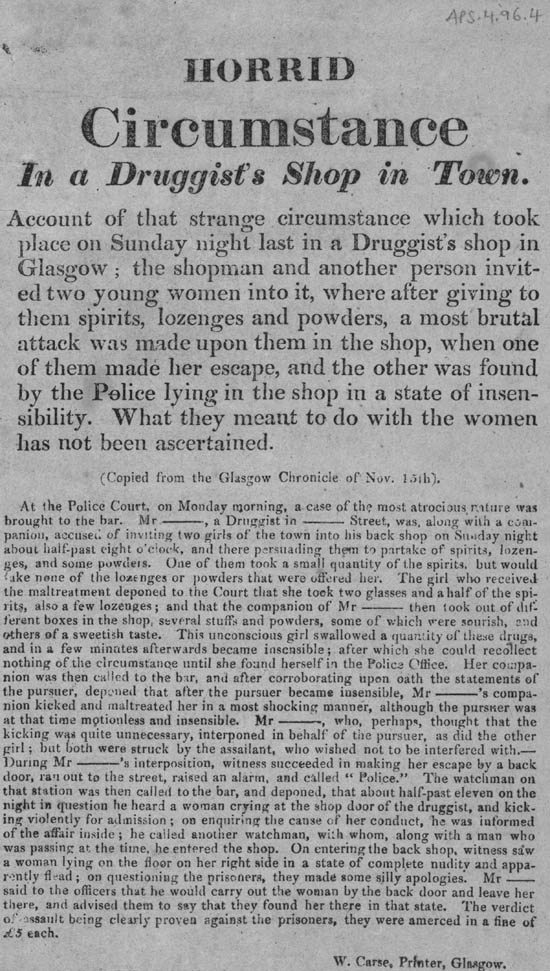 APS.4.96.4
HORRID
Circumstance
In a Druggist's Shop in Town.
Account of that strange circumstance which took
place on Sunday night last in a Druggist's shop in
Glasgow ; the shopman and another person invit-
ed two young women into it, where after giving to
them spirits, lozenges and powders, a most brutal
attack was made upon them in the shop, when one
of them made her escape, and the other was found
by the Police lying in the shop in a state of insen-
sibility. What they meant to do with the women
has not been ascertained.
(Copied from the Glasgow Chronicle of Nov. 15th).
At the Police Court, on Monday morning, a case of the most atrocious nature was
brought to the bar. Mr ———, a Druggist in ——— Street, was, along with a com-
panion, accused of inviting two girls of the town into his back shop on Sunday night
about half-past eight o'clock, and there persuading them to partake of spirits, lozen-
ges, and some powders. One of them took a small quantity of the spirits, but would
take none of the lozenges or powders that were offered her. The girl who received
the maltreatment deponed to the Court that she took two glasses and a half of the spi-
rits, also a few lozenges; and that the companion of Mr ——— then took out of dif-
ferent boxes in the shop, several stuffs and powders, some of which were sourish, and
others of a sweetish taste. This unconscious girl swallowed a quantity of these drugs,
and in a few minutes afterwards became insensible; after which she could recollect
nothing of the circumstance until she found herself in the Police Office. Her compa-
nion was then called to the bar, and after corroborating upon oath the statements of
the pursuer, deponed that after the pursuer became insensible, Mr ———'s compa-
nion kicked and maltreated her in a most shocking manner, although the pursuer was
at that time motionless and insensible. Mr ———, who, perhaps, thought that the
kicking was quite unnecessary, interponed in behalf of the pursuer, as did the other
girl; but both were struck by the assailant, who wished not to be interfered with.—
During Mr ———'s interposition, witness succeeded in making her escape by a back
door, ran out to the street, raised an alarm, and called " Police." The watchman on
that station was then called to the bar, and deponed, that about half-past eleven on the
night in question he heard a woman crying at the shop door of the druggist, and kick-
ing violently for admission; on enquiring the cause of her conduct, he was informed
of the affair inside; he called another watchman, with whom, along with a man who
was passing at the time, he entered the shop. On entering the back shop, witness saw
a woman lying on the floor on her right side in a state of complete nudity and appa-
rently dead; on questioning the prisoners, they made some silly apologies. Mr ———
said to the officers that he would carry out the woman by the back door and leave her
there, and advised them to say that they found her there in that state. The verdict
of assault being clearly proven against the prisoners, they were amerced in a fine of
£5 each.
W. Carse, Printer, Glasgow.